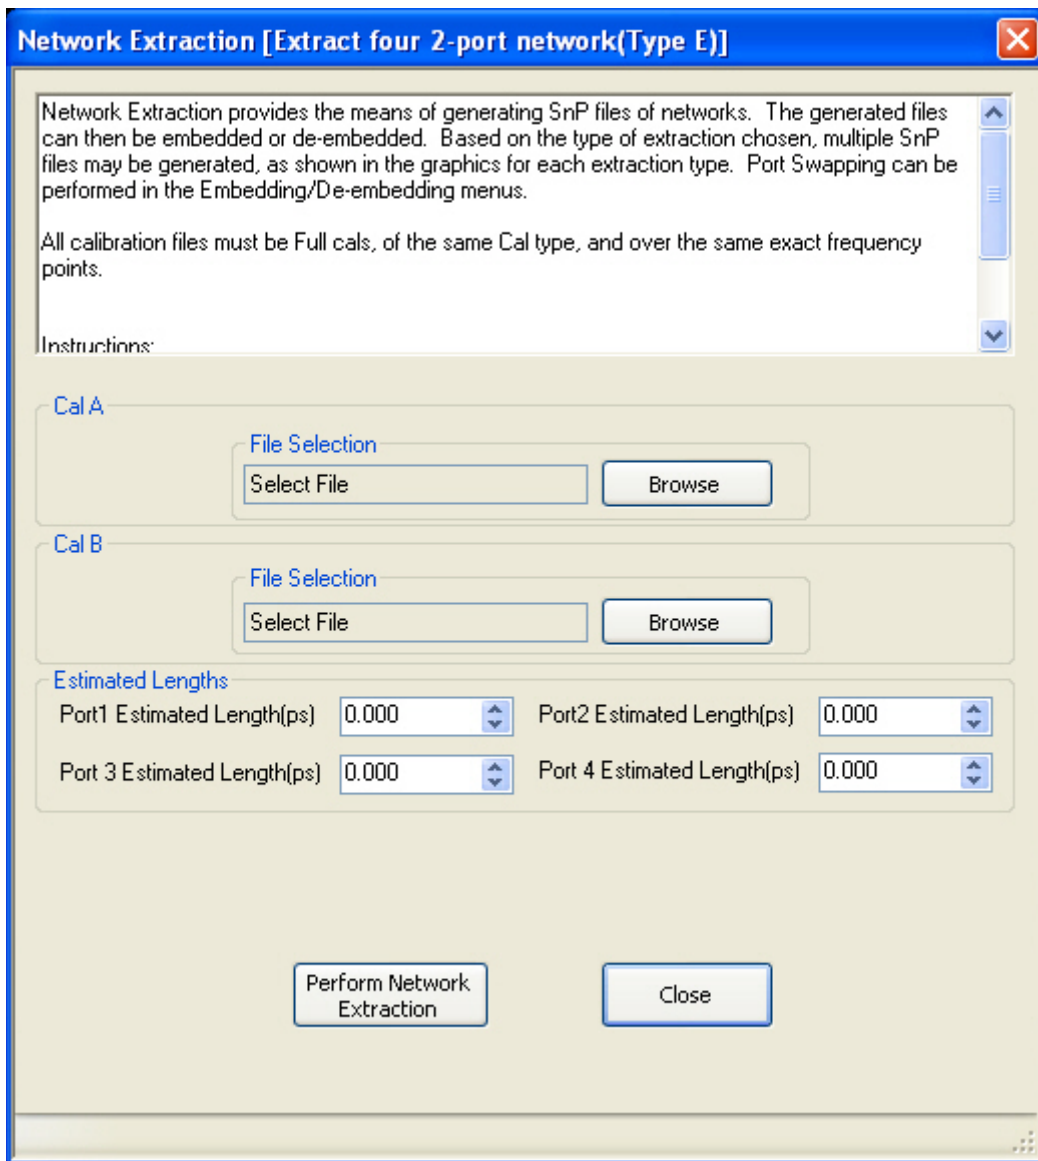 Network Extraction [Extract four 2-port network(Type E)]
Network Extraction provides the means of generating SnP files of networks.  The generated files
can then be embedded or de-embedded.  Based on the type of extraction chosen, multiple SnP
files may be generated, as shown in the graphics for each extraction type.  Port Swapping can be
performed in the Embedding/De-embedding menus.
All calibration files must be Full cals, of the same Cal type, and over the same exact frequency
points.
Instructions:
Cal A
File Selection
Select File
Browse
Cal B
File Selection
Select File
Browse
Estimated Lengths
Port1 Estimated Length(ps)
0.000
Port2 Estimated Length(ps)
0.000
Port 3 Estimated Length(ps)
0.000
Port 4 Estimated Length(ps)
0.000
Perform Network
Extraction
Close